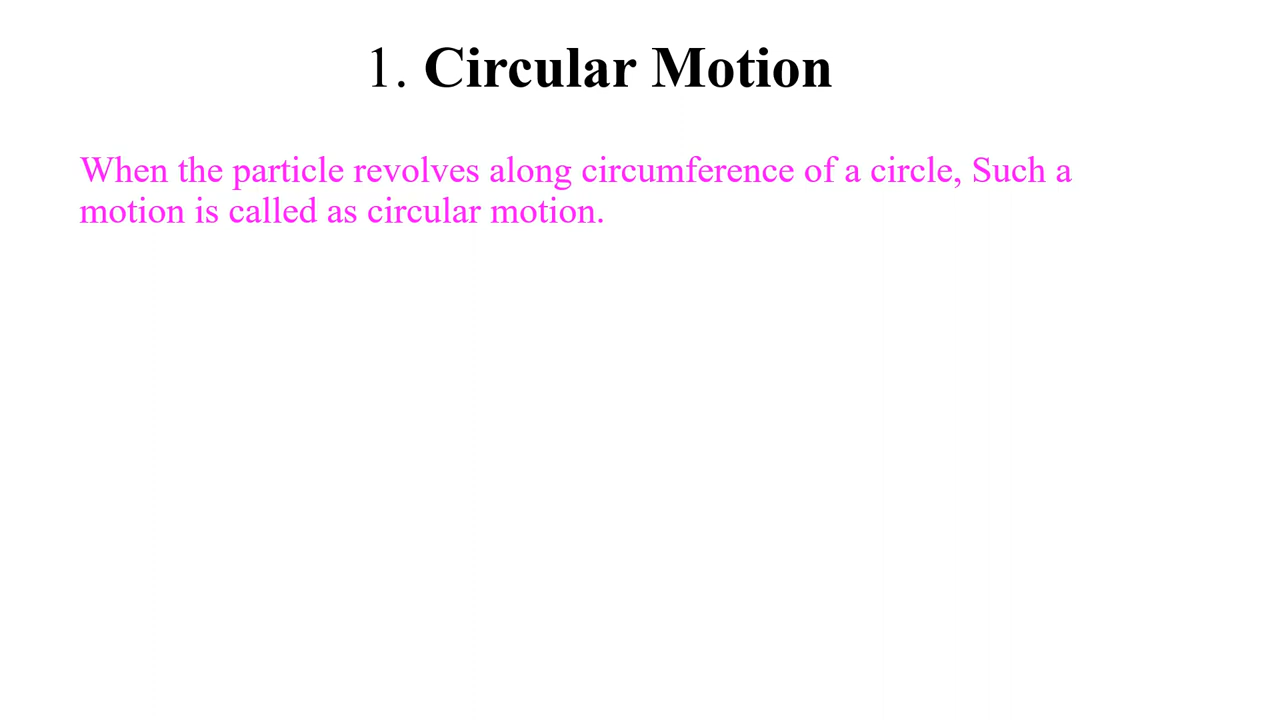 1. Circular Motion
When the particle revolves along circumference of a circle, Such a
motion is called as circular motion.